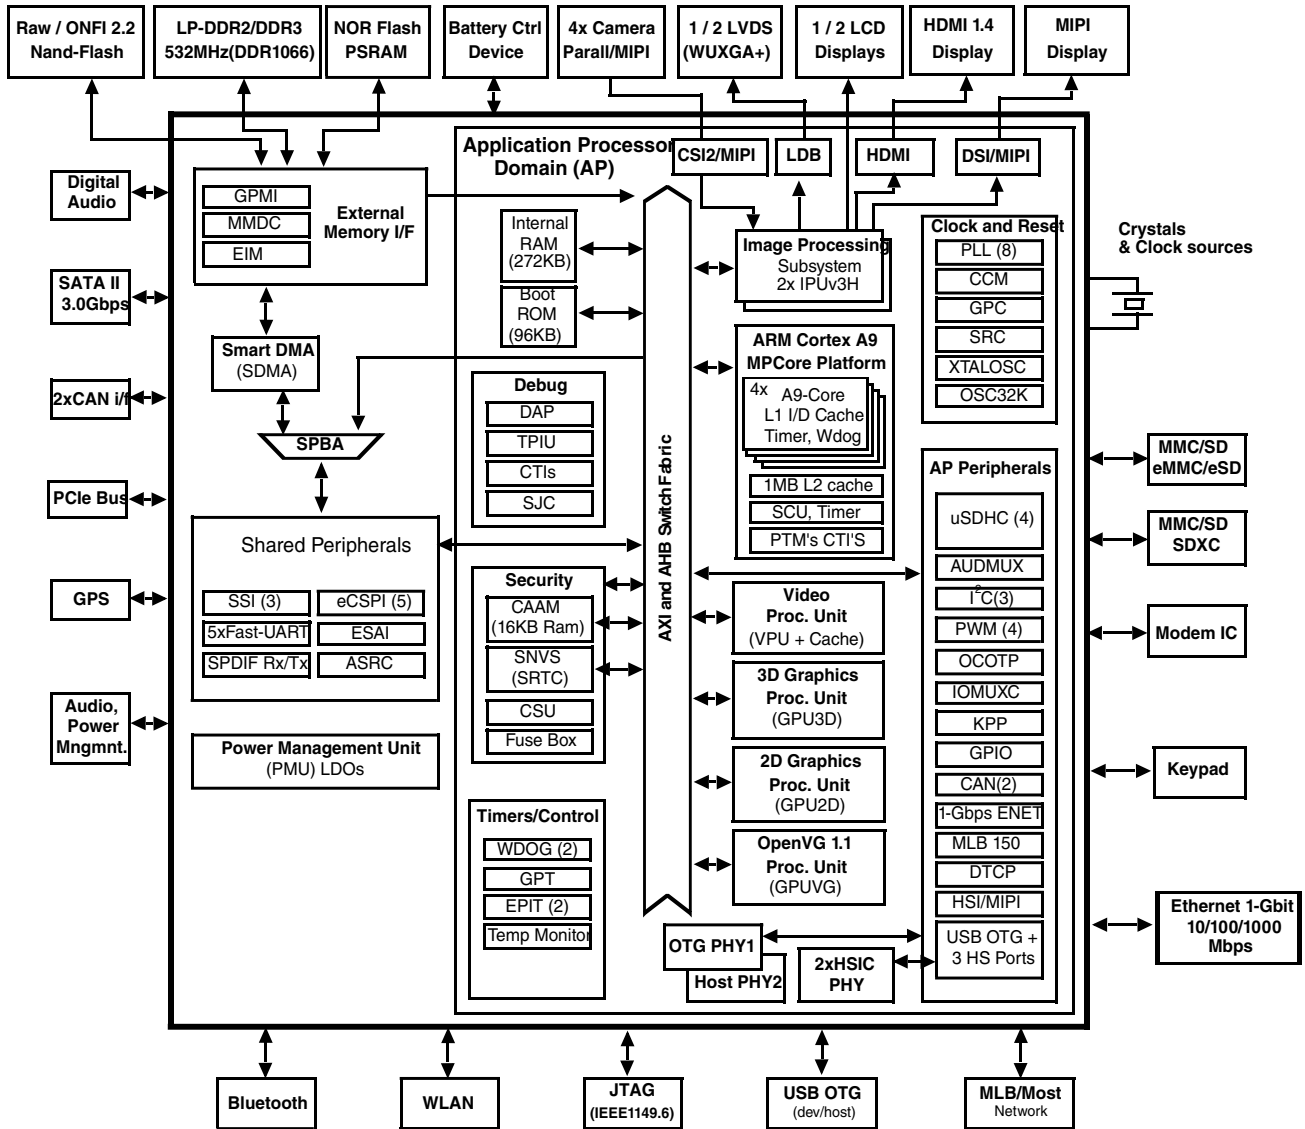 Raw / ONFI 2.2
Nand-Flash
LP-DDR2/DDR3
532MHz(DDR1066)
NOR Flash
PSRAM
Battery Ctrl
Device
4x Camera
Parall/MIPI
1 / 2 LVDS
(WUXGA+)
1 / 2 LCD
Displays
HDMI 1.4
Display
MIPI
Display
Application Processor
Domain (AP)
CSI2/MIPI
LDB
HDMI
DSI/MIPI
Digital
Audio
SATA II
3.0Gbps
2xCAN i/f
PCIe Bus
GPS
Audio,
Power
Mngmnt.
GPMI
MMDC
EIM
External
Memory I/F
Smart DMA
(SDMA)
SPBA
Shared Peripherals
SSI (3)
eCSPI (5)
5xFast-UART
ESAI
SPDIF Rx/Tx
ASRC
Power Management Unit
(PMU) LDOs
Internal
RAM
(272KB)
Boot
ROM
(96KB)
Debug
DAP
TPIU
CTIs
SJC
Security
CAAM
(16KB Ram)
SNVS
(SRTC)
CSU
Fuse Box
Timers/Control
WDOG (2)
GPT
EPIT (2)
Temp Monitor
AXI and AHB Switch Fabric
Image Processing
Subsystem
2x IPUv3H
ARM Cortex A9
MPCore Platform
4x
A9-Core
L1 I/D Cache
Timer, Wdog
1MB L2 cache
SCU, Timer
PTM's CTI'S
Video
Proc. Unit
(VPU + Cache)
3D Graphics
Proc. Unit
(GPU3D)
2D Graphics
Proc. Unit
(GPU2D)
OpenVG 1.1
Proc. Unit
(GPUVG)
OTG PHY1
Host PHY2
2xHSIC
PHY
Clock and Reset
PLL (8)
CCM
GPC
SRC
XTALOSC
OSC32K
AP Peripherals
uSDHC (4)
AUDMUX
I2C(3)
PWM (4)
OCOTP
IOMUXC
KPP
GPIO
CAN(2)
1-Gbps ENET
MLB 150
DTCP
HSI/MIPI
USB OTG +
3 HS Ports
Crystals
& Clock sources
MMC/SD
eMMC/eSD
MMC/SD
SDXC
Modem IC
Keypad
Ethernet 1-Gbit
10/100/1000
Mbps
Bluetooth
WLAN
JTAG
(IEEE1149.6)
USB OTG
(dev/host)
MLB/Most
Network